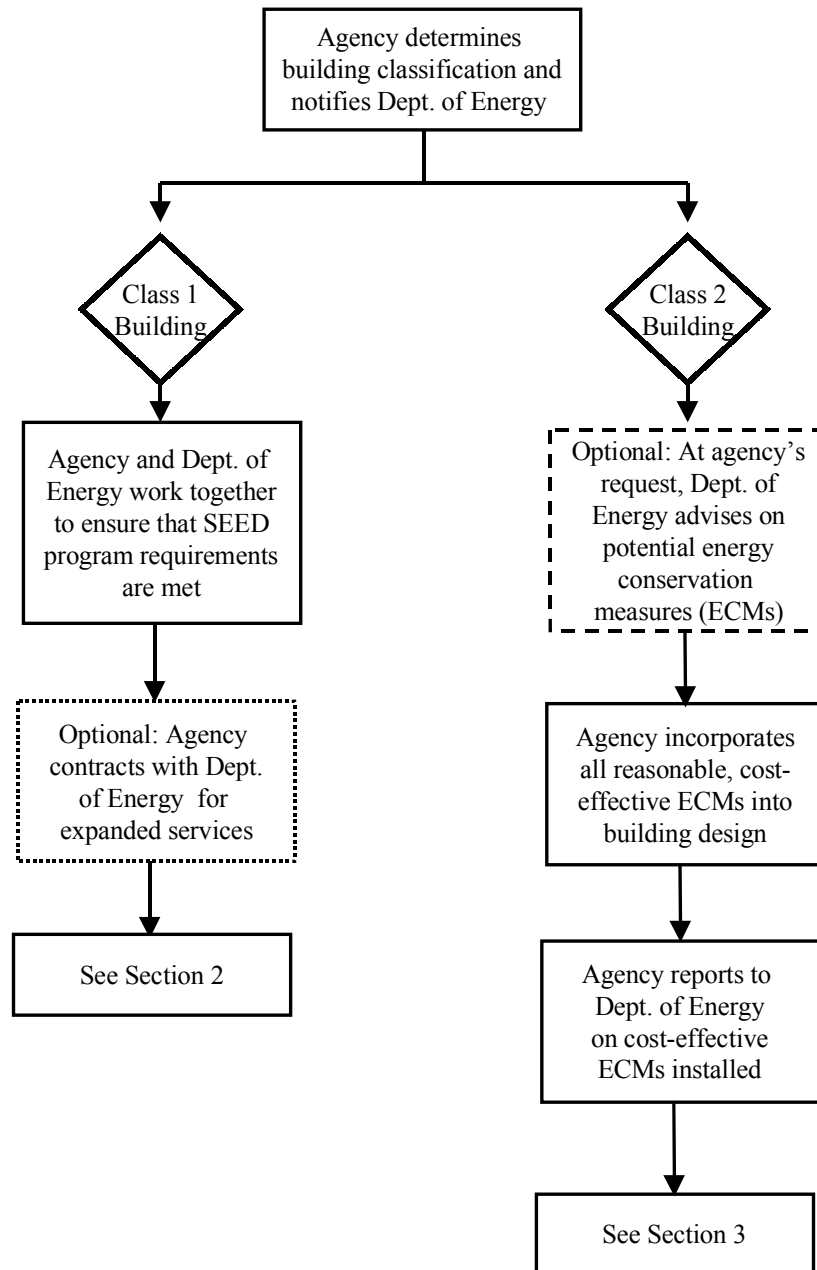 Agency determines
building classification and
notifies Dept. of Energy
Class 1
Building
Class 2
Building
Agency and Dept. of
Energy work together
to ensure that SEED
program requirements
are met
Optional: At agency’s
request, Dept. of
Energy advises on
potential energy
conservation
measures (ECMs)
Optional: Agency
contracts with Dept.
of Energy for
expanded services
Agency incorporates
all reasonable, cost-
effective ECMs into
building design
See Section 2
Agency reports to
Dept. of Energy
on cost-effective
ECMs installed
See Section 3